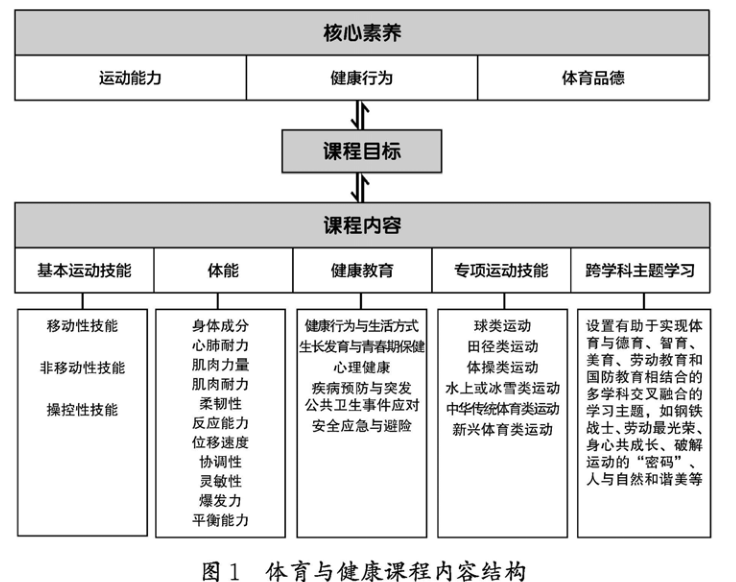 核心素养
运动能力
健康行为
体育品德
课程目标
课程内容
基本运动技能
体能
健康教育
专项运动技能
跨学科主题学习
移动性技能
非移动性技能
操控性技能
身体成分
心肺耐力
肌肉力量
肌肉耐力
柔韧性
反应能力
位移速度
协调性
灵敏性
爆发力
平衡能力
健康行为与生活方式
生长发育与青春期保健
心理健康
疾病预防与突发
公共卫生事件应对
安全应急与避险
球类运动
田径类运动
体操类运动
水上或冰雪类运动
中华传统体育类运动
新兴体育类运动
设置有助于实现体
育与德育、智育、
美育、劳动教育和
国防教育相结合的
多学科交叉融合的
学习主题，如钢铁
战士、劳动最光荣、
身心共成长、破解
运动的“密码”、
人与自然和谐美等
图 1 体育与健康课程内容结构